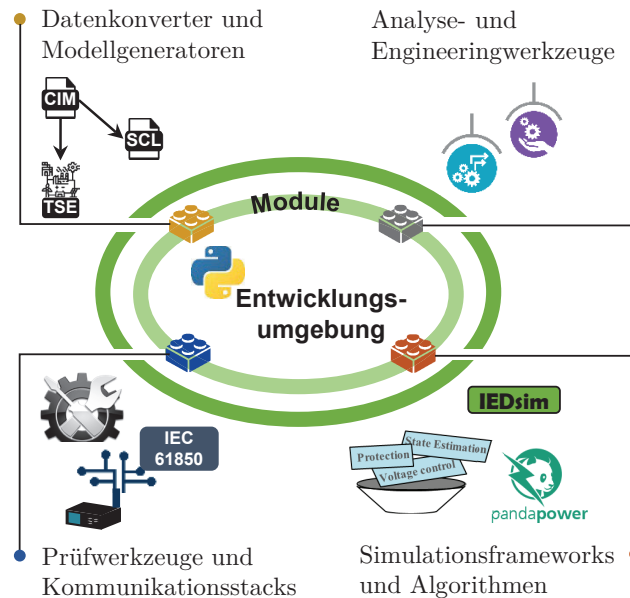 Datenkonverter und
Modellgeneratoren
Analyse- und
Engineeringwerkzeuge
CIM
SCL
TSE
Module
Entwicklungs-
umgebung
IEC
61850
IEDsim
State Estimation
Protection
Voltage control
pandapower
Prüfwerkzeuge und
Kommunikationsstacks
Simulationsframeworks
und Algorithmen